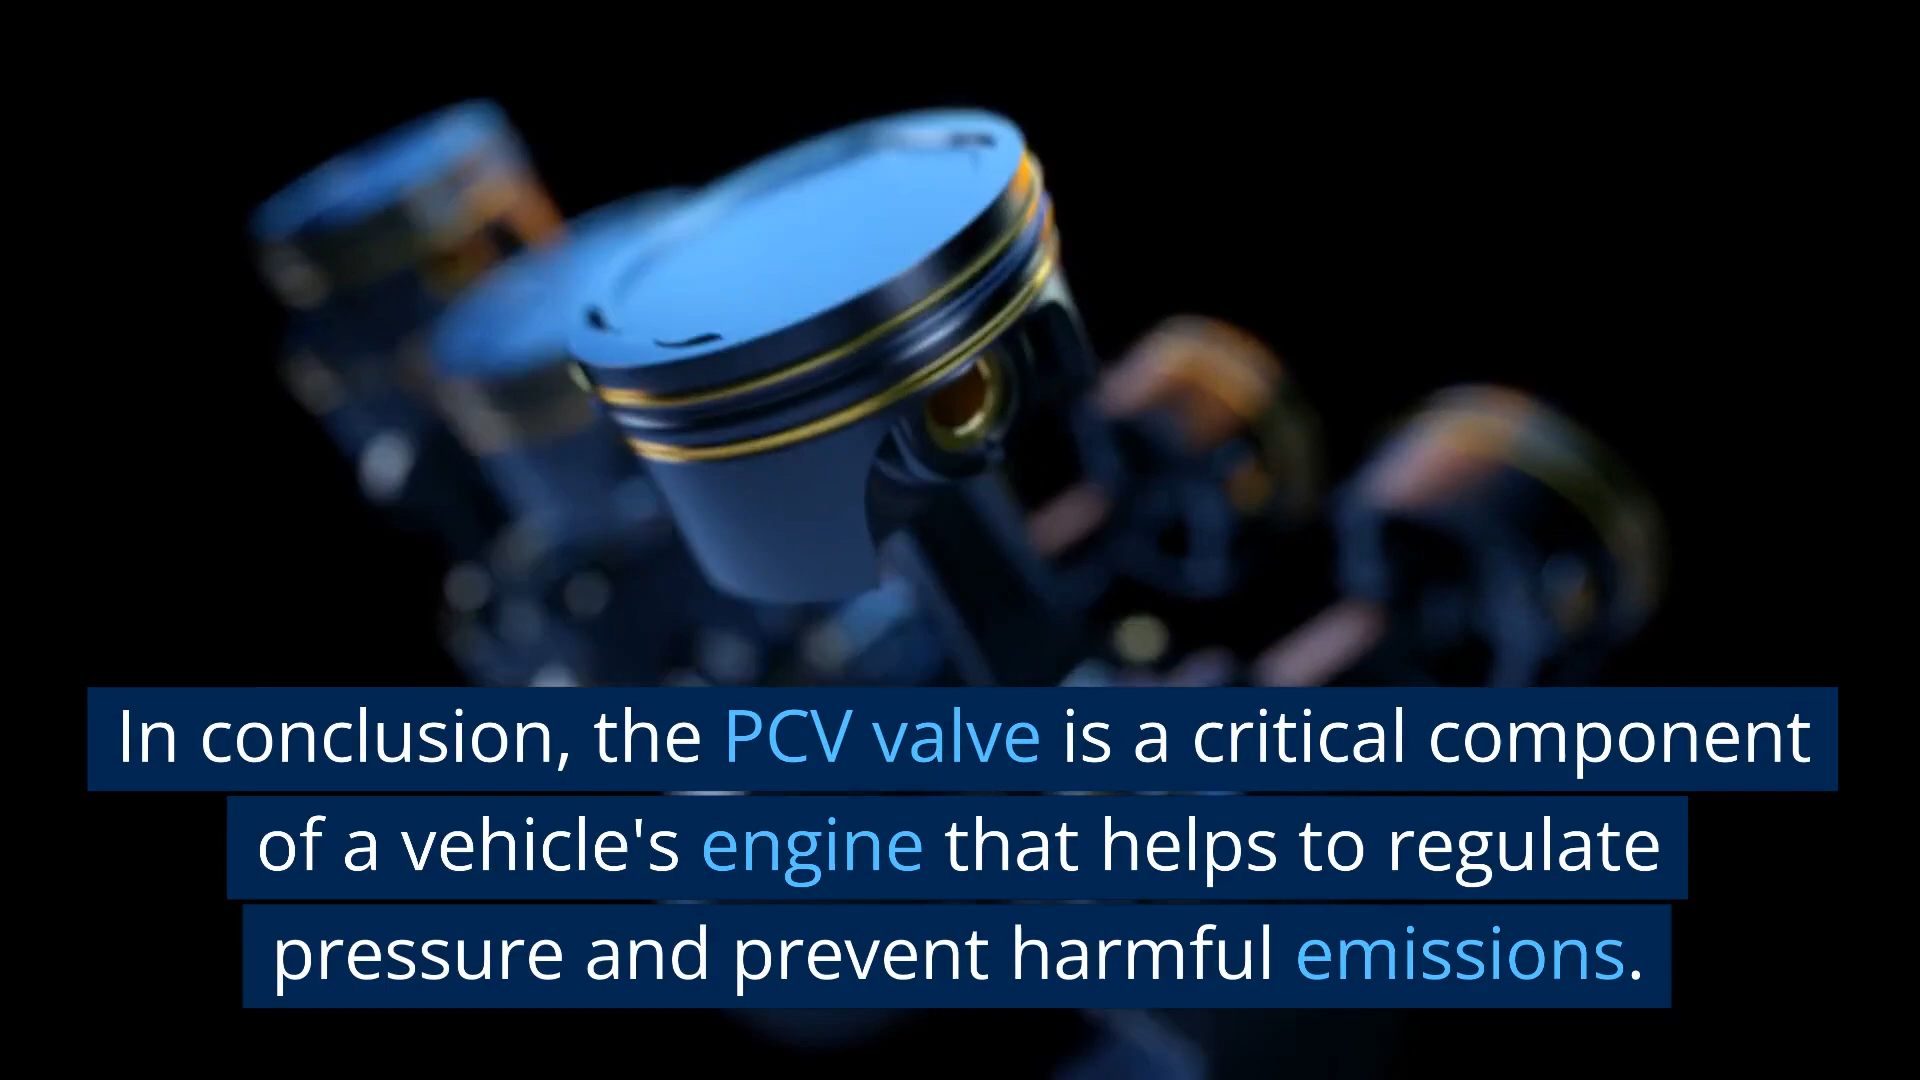 In conclusion, the PCV valve is a critical component
of a vehicle's engine that helps to regulate
pressure and prevent harmful emissions.